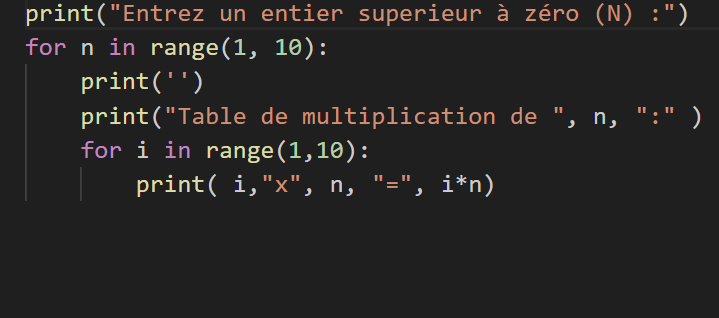 print("Entrez un entier superieur à zéro (N) :")
for n in range(1, 10):
    print('')
    print("Table de multiplication de ", n, ":" )
    for i in range(1,10):
        print( i,"x", n, "=", i*n)